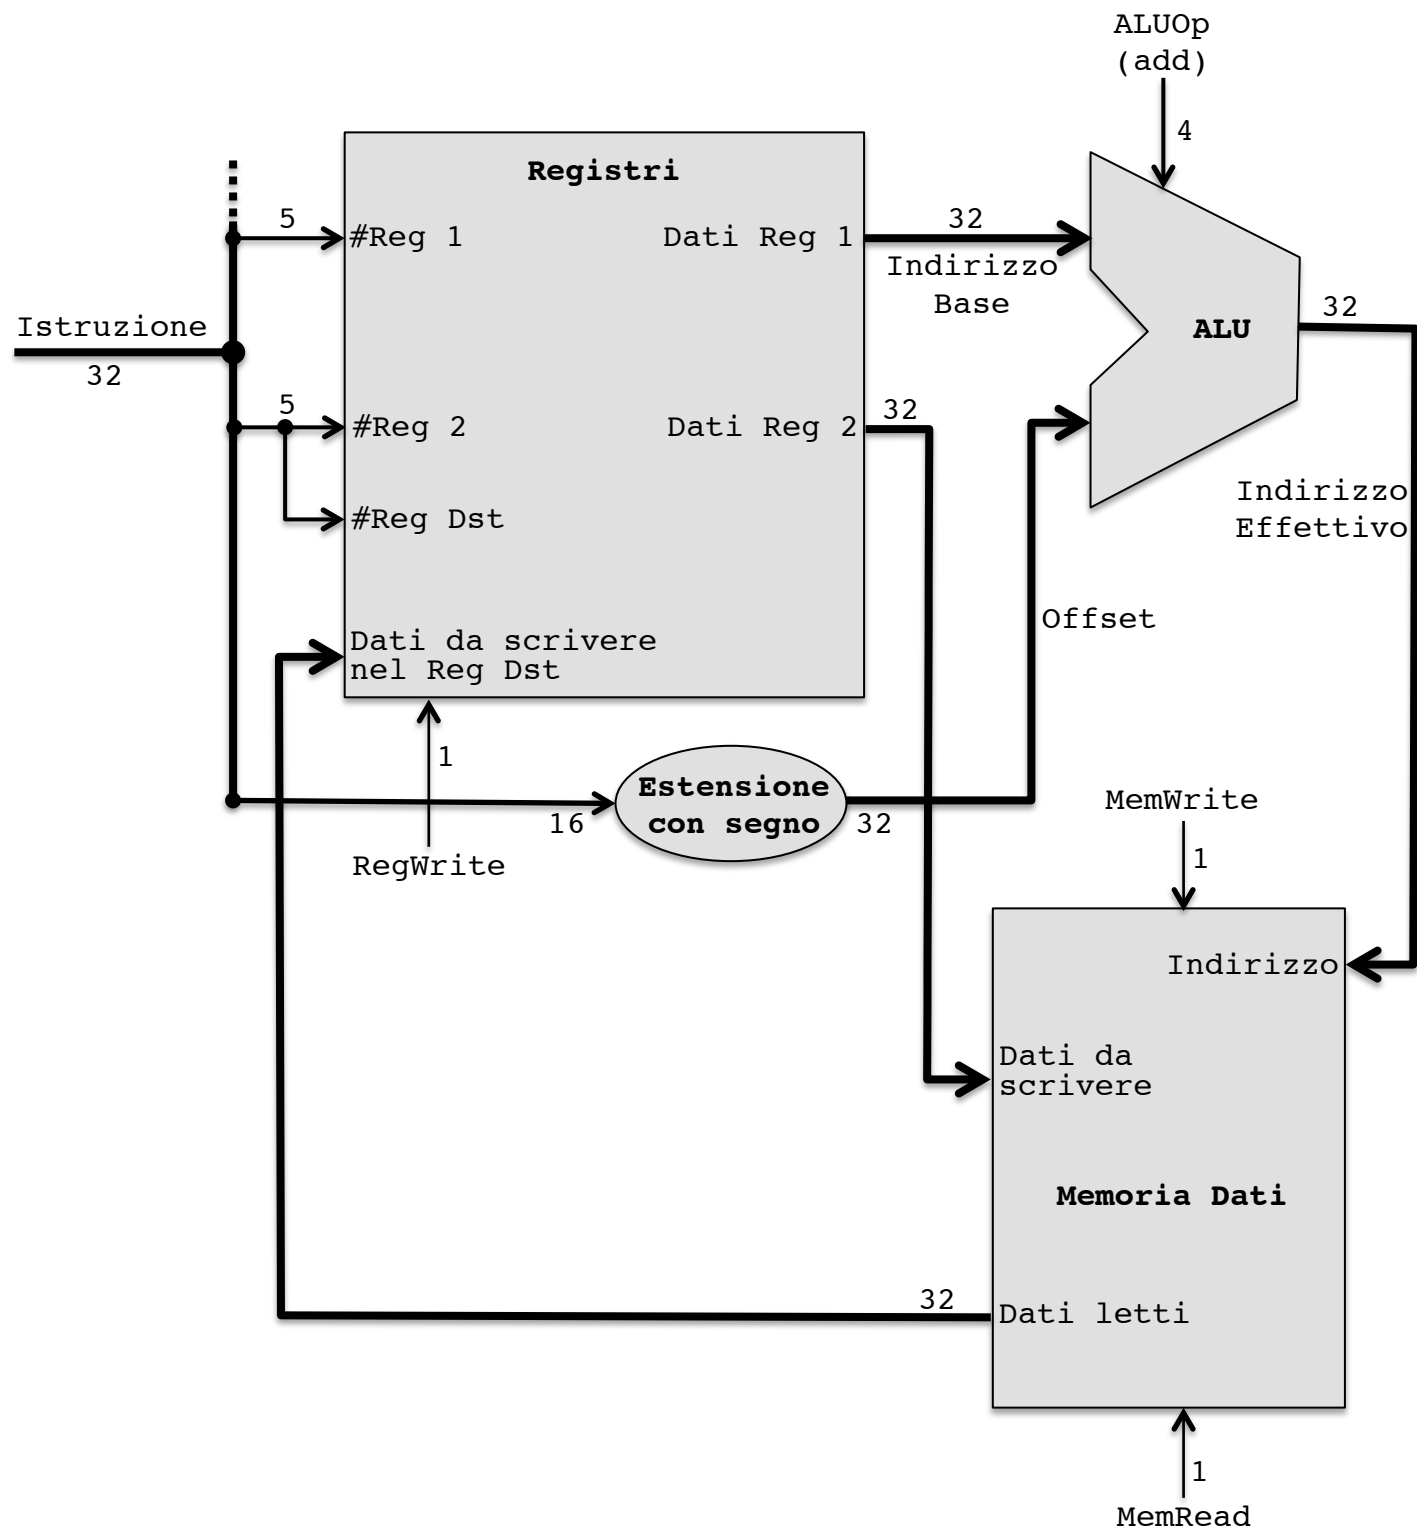 ALUOp
(add)
4
Registri
5
#Reg 1
Dati Reg 1
32
Indirizzo
Base
Istruzione
32
ALU
32
5
#Reg 2
Dati Reg 2
32
#Reg Dst
Indirizzo
Effettivo
Offset
Dati da scrivere
nel Reg Dst
1
RegWrite
16
Estensione
con segno
32
MemWrite
1
Indirizzo
Dati da
scrivere
Memoria Dati
32
Dati letti
1
MemRead